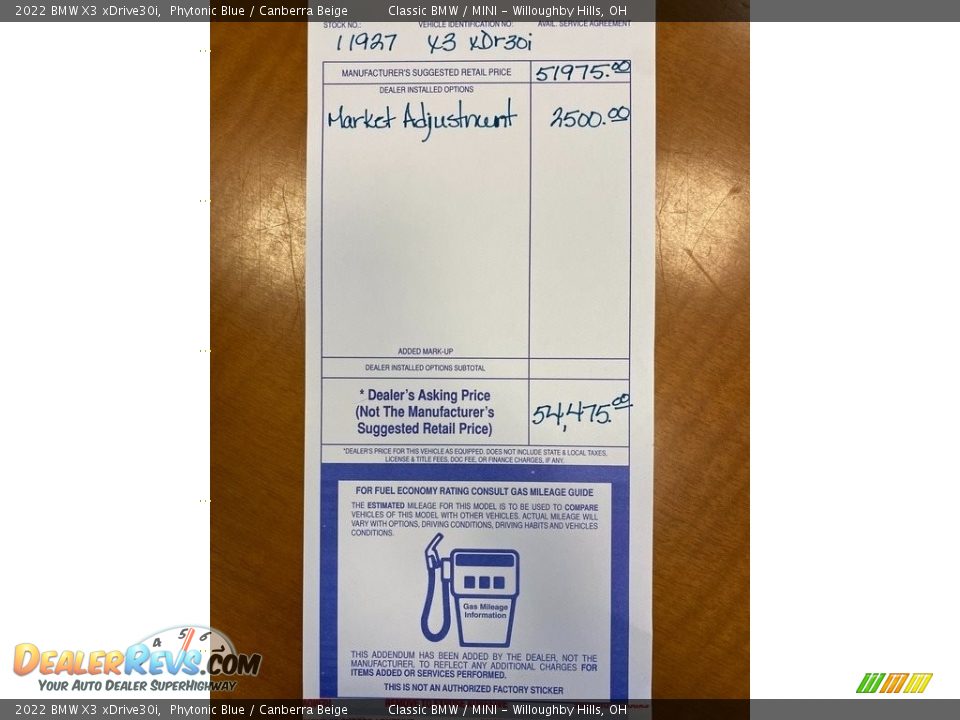 2022 BMW X3 xDrive30i, Phytonic Blue / Canberra Beige Classic BMW / MINI – Willoughby Hills, OH
STOCK NO.: VEHICLE IDENTIFICATION NO: AVAIL. SERVICE AGREEMENT
11927 X3 xDr30i
MANUFACTURER'S SUGGESTED RETAIL PRICE 51975.00
DEALER INSTALLED OPTIONS
Market Adjustment 2500.00
ADDED MARK-UP
DEALER INSTALLED OPTIONS SUBTOTAL
* Dealer's Asking Price
(Not The Manufacturer's
Suggested Retail Price)
54,475.00
*DEALER'S PRICE FOR THIS VEHICLE AS EQUIPPED. DOES NOT INCLUDE STATE & LOCAL TAXES,
LICENSE & TITLE FEES, DOC FEE, OR FINANCE CHARGES, IF ANY.
FOR FUEL ECONOMY RATING CONSULT GAS MILEAGE GUIDE
THE ESTIMATED MILEAGE FOR THIS MODEL IS TO BE USED TO COMPARE
VEHICLES OF THIS MODEL WITH OTHER VEHICLES. ACTUAL MILEAGE WILL
VARY WITH OPTIONS, DRIVING CONDITIONS, DRIVING HABITS AND VEHICLES
CONDITIONS.
Gas Mileage
Information
THIS ADDENDUM HAS BEEN ADDED BY THE DEALER, NOT THE
MANUFACTURER, TO REFLECT ANY ADDITIONAL CHARGES FOR
ITEMS ADDED OR SERVICES PERFORMED.
THIS IS NOT AN AUTHORIZED FACTORY STICKER
4 5 6
DEALERREVS.COM
YOUR AUTO DEALER SUPERHIGHWAY
2022 BMW X3 xDrive30i, Phytonic Blue / Canberra Beige Classic BMW / MINI – Willoughby Hills, OH